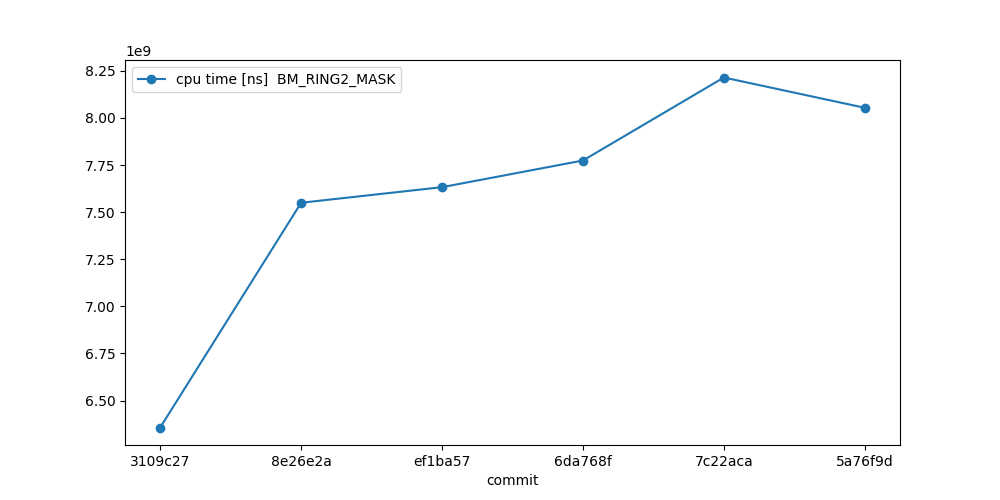 1e9
cpu time [ns]  BM_RING2_MASK
8.25
8.00
7.75
7.50
7.25
7.00
6.75
6.50
3109c27 8e26e2a ef1ba57 6da768f 7c22aca 5a76f9d
commit